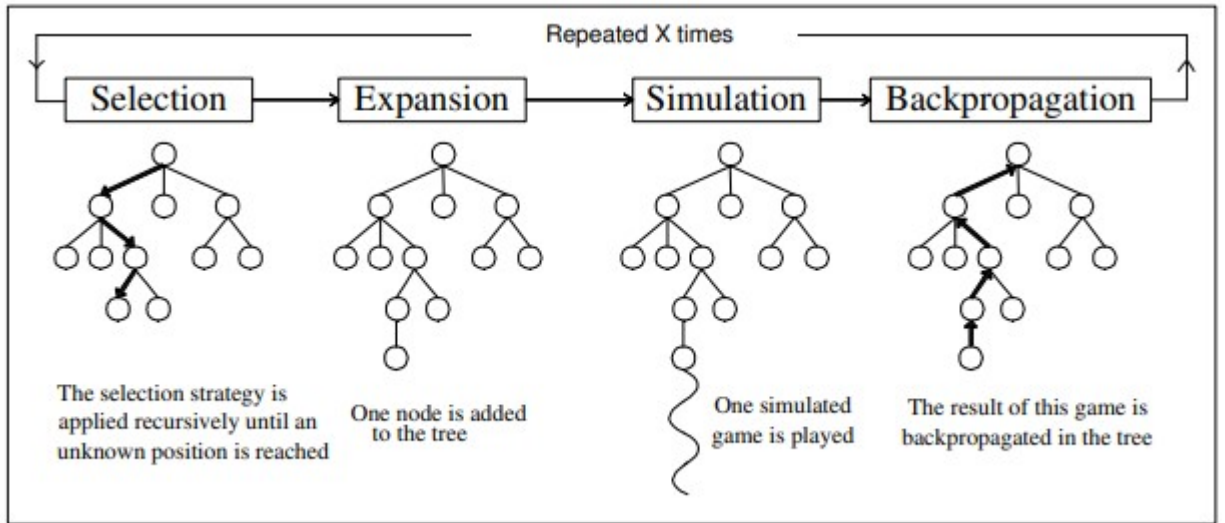 Repeated X times
Selection
Expansion
Simulation
Backpropagation
The selection strategy is
applied recursively until an
unknown position is reached
One node is added
to the tree
One simulated
game is played
The result of this game is
backpropagated in the tree